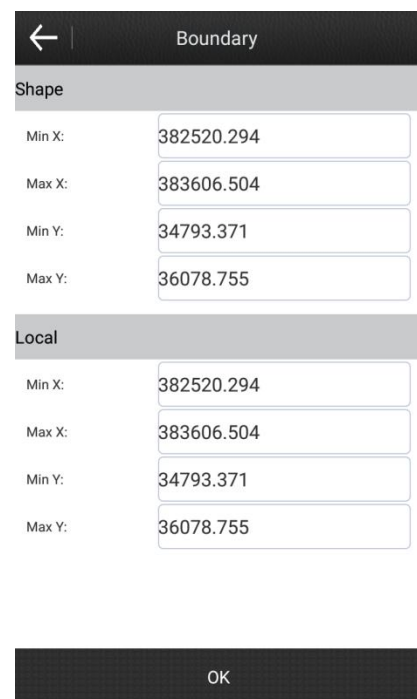 Boundary
Shape
Min X: 382520.294
Max X: 383606.504
Min Y: 34793.371
Max Y: 36078.755
Local
Min X: 382520.294
Max X: 383606.504
Min Y: 34793.371
Max Y: 36078.755
OK